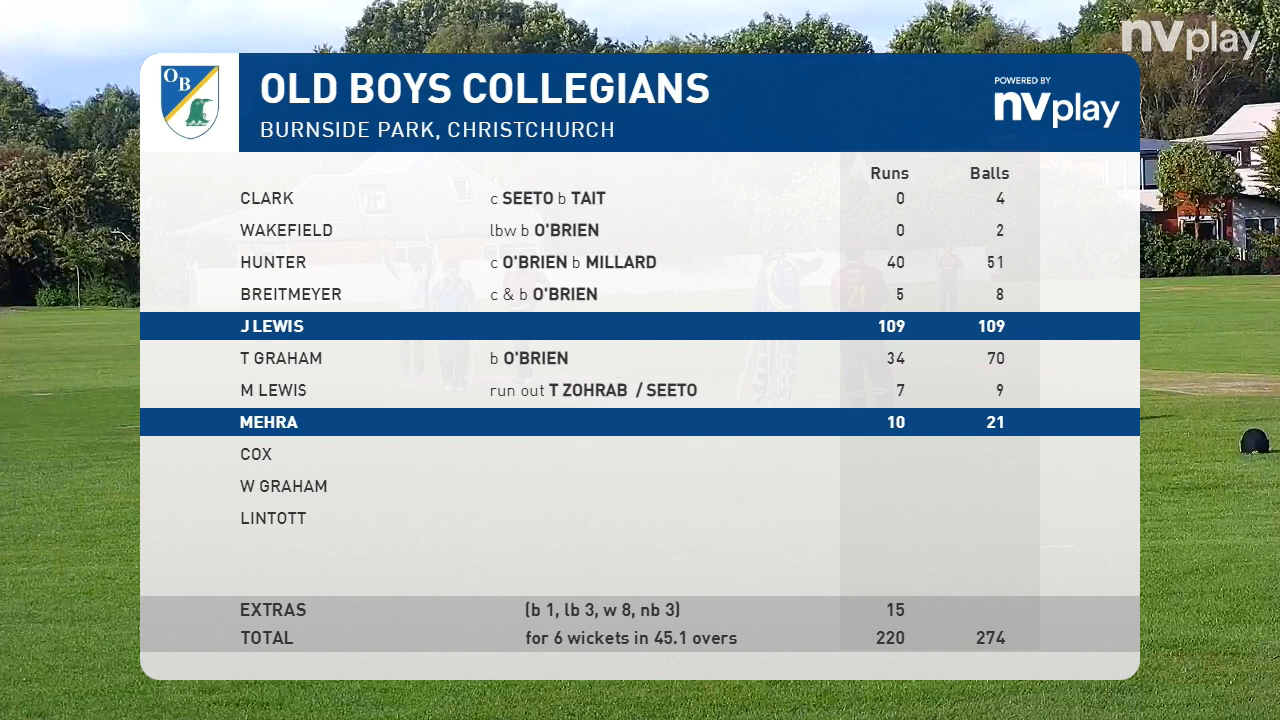 nvplay
OB
OLD BOYS COLLEGIANS
BURNSIDE PARK, CHRISTCHURCH
POWERED BY
nvplay
Runs Balls
CLARK c SEETO b TAIT 0 4
WAKEFIELD lbw b O'BRIEN 0 2
HUNTER c O'BRIEN b MILLARD 40 51
BREITMEYER c & b O'BRIEN 5 8
J LEWIS 109 109
T GRAHAM b O'BRIEN 34 70
M LEWIS run out T ZOHRAB / SEETO 7 9
MEHRA 10 21
COX
W GRAHAM
LINTOTT
EXTRAS (b 1, lb 3, w 8, nb 3) 15
TOTAL for 6 wickets in 45.1 overs 220 274